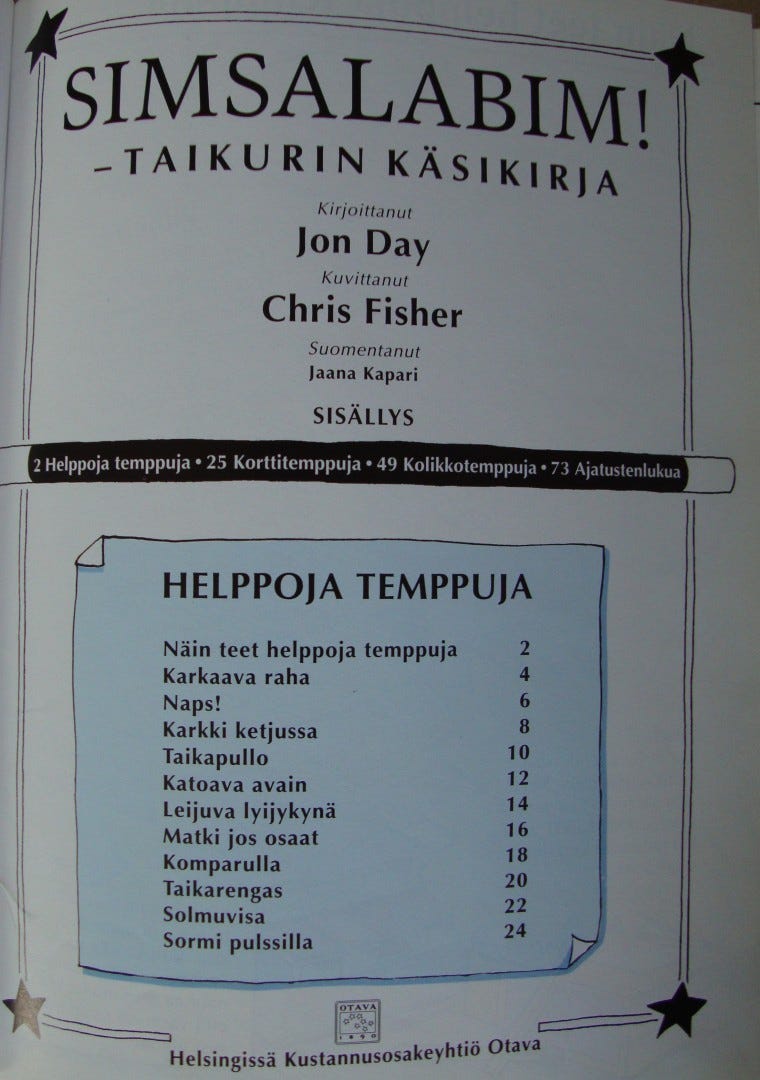 SIMSALABIM!
– TAIKURIN KÄSIKIRJA
Kirjoittanut
Jon Day
Kuvittanut
Chris Fisher
Suomentanut
Jaana Kapari
SISÄLLYS
2 Helppoja temppuja • 25 Korttitemppuja • 49 Kolikkotemppuja • 73 Ajatustenlukua
HELPPOJA TEMPPUJA
Näin teet helppoja temppuja 2
Karkaava raha 4
Naps! 6
Karkki ketjussa 8
Taikapullo 10
Katoava avain 12
Leijuva lyijykynä 14
Matki jos osaat 16
Komparulla 18
Taikarengas 20
Solmuvisa 22
Sormi pulssilla 24
OTAVA
1890
Helsingissä Kustannusosakeyhtiö Otava